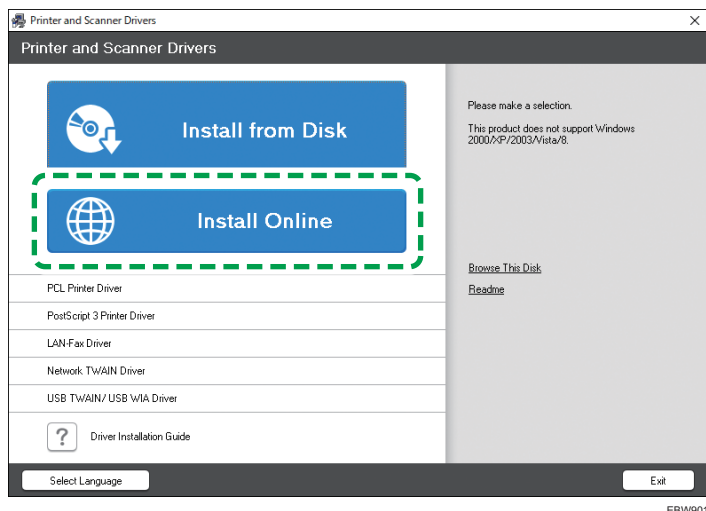 Printer and Scanner Drivers
Printer and Scanner Drivers
Install from Disk
Install Online
PCL Printer Driver
PostScript 3 Printer Driver
LAN-Fax Driver
Network TWAIN Driver
USB TWAIN/ USB WIA Driver
? Driver Installation Guide
Please make a selection.
This product does not support Windows
2000/XP/2003/Vista/8.
Browse This Disk
Readme
Select Language
Exit